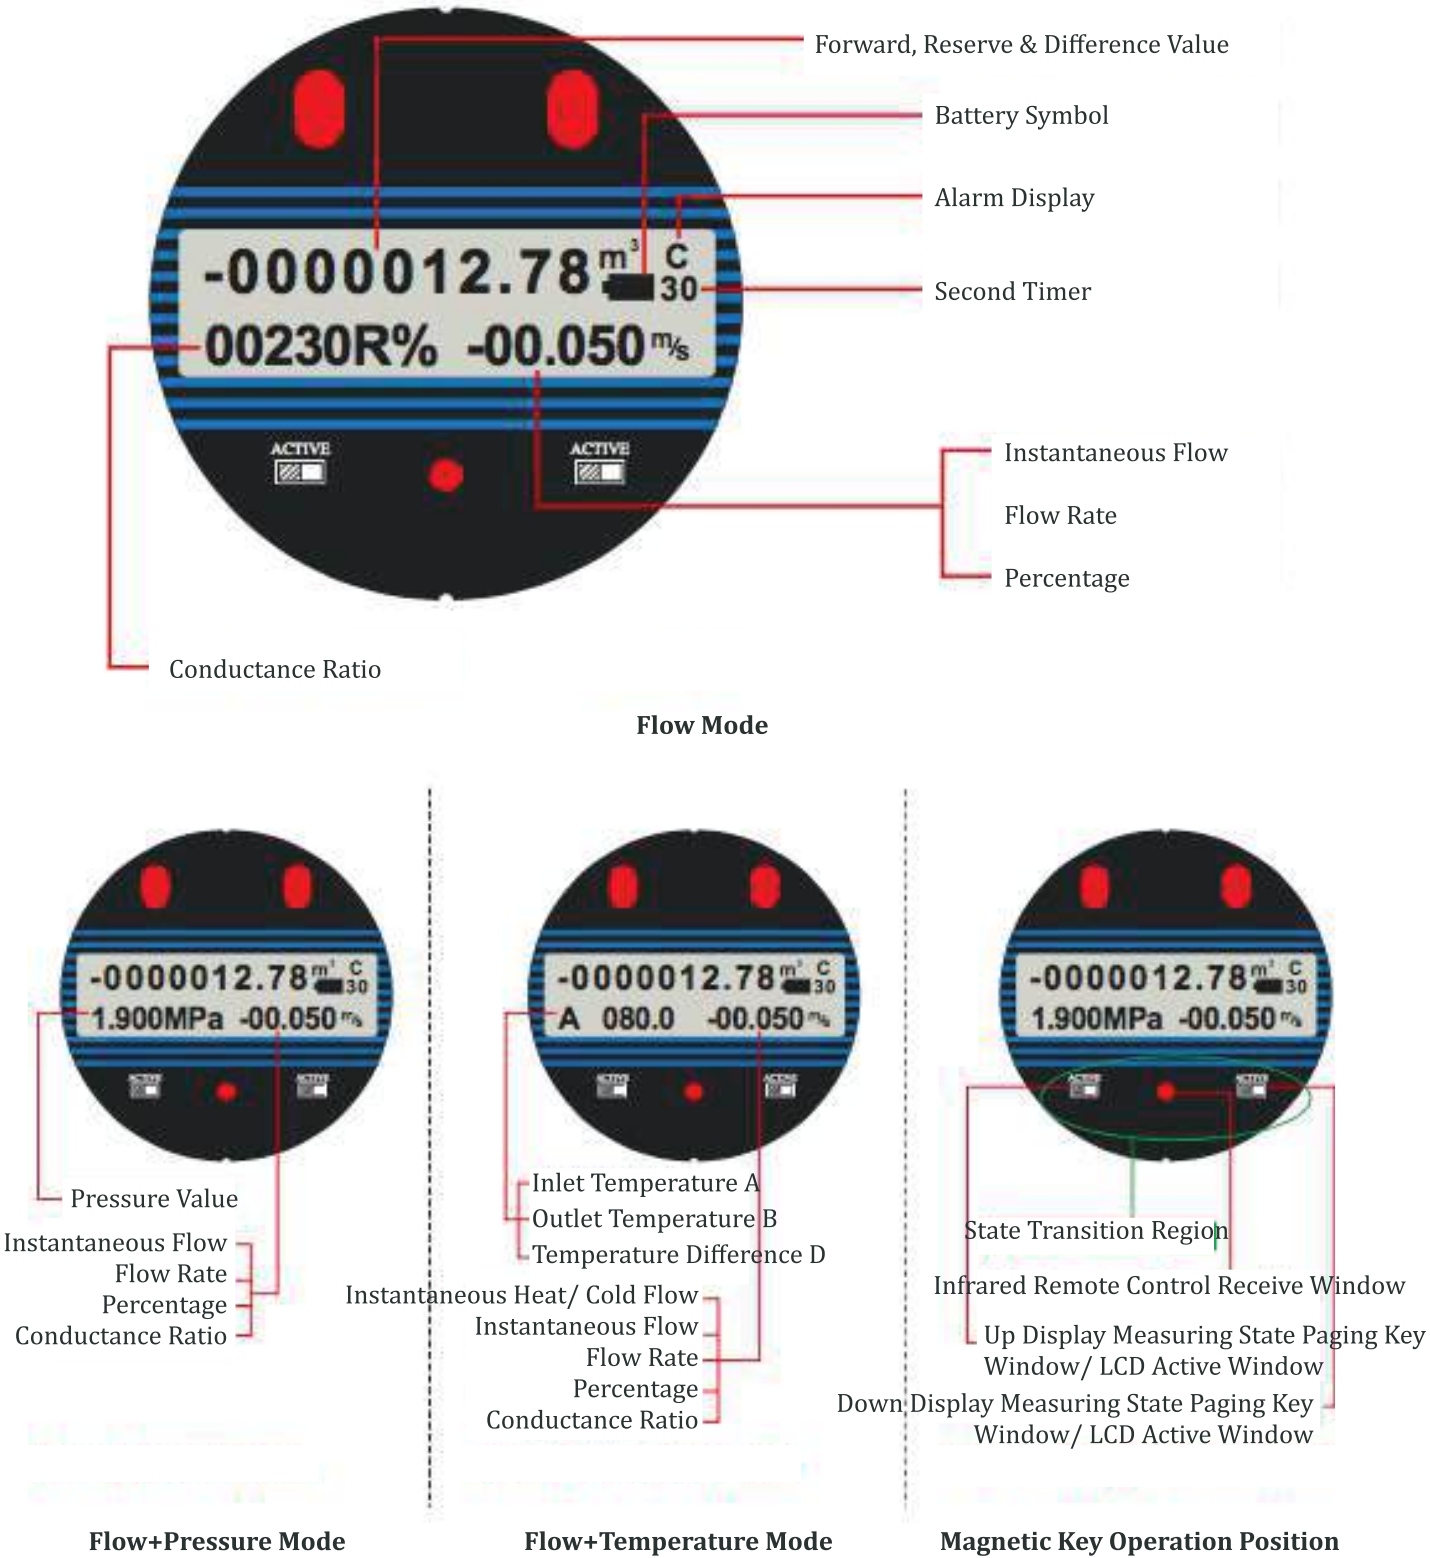 Forward, Reserve & Difference Value
Battery Symbol
Alarm Display
-0000012.78 m³ C
30
Second Timer
00230R% -00.050 m/s
ACTIVE ACTIVE
Instantaneous Flow
Flow Rate
Percentage
Conductance Ratio
Flow Mode
-0000012.78 m³ C
30
1.900MPa -00.050 m/s
ACTIVE ACTIVE
Pressure Value
Instantaneous Flow
Flow Rate
Percentage
Conductance Ratio
Flow+Pressure Mode
-0000012.78 m³ C
30
A 080.0 -00.050 m/s
ACTIVE ACTIVE
Inlet Temperature A
Outlet Temperature B
Temperature Difference D
Instantaneous Heat/ Cold Flow
Instantaneous Flow
Flow Rate
Percentage
Conductance Ratio
Flow+Temperature Mode
-0000012.78 m³ C
30
1.900MPa -00.050 m/s
ACTIVE ACTIVE
State Transition Region
Infrared Remote Control Receive Window
Up Display Measuring State Paging Key
Window/ LCD Active Window
Down Display Measuring State Paging Key
Window/ LCD Active Window
Magnetic Key Operation Position